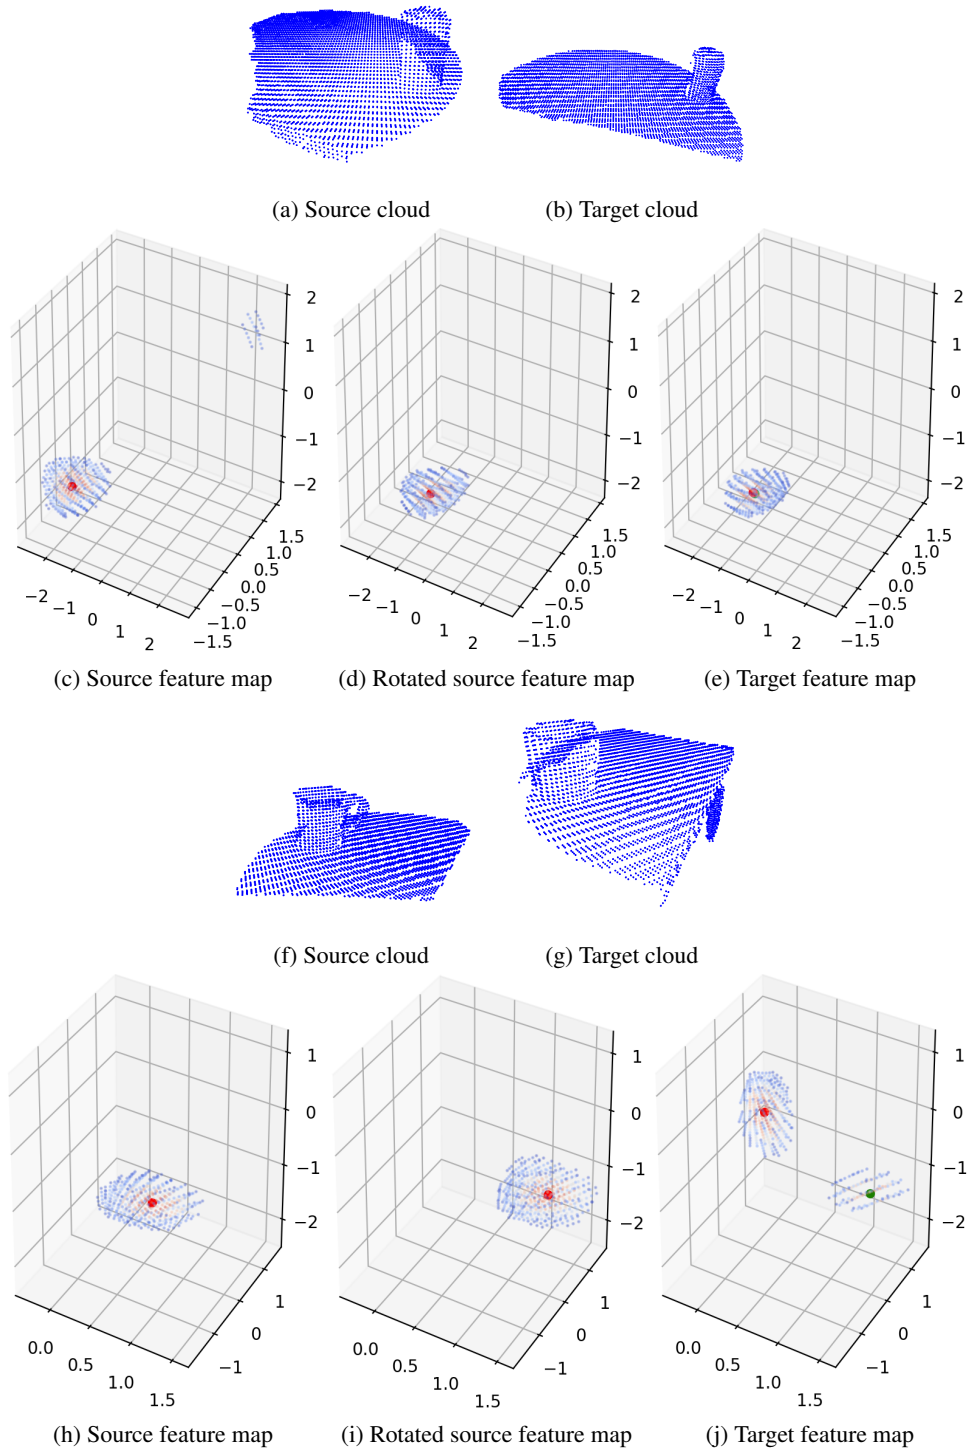 (a) Source cloud (b) Target cloud
2 2 2
1 1 1
0 0 0
−1 −1 −1
−2 −2 −2
1.5 1.5 1.5
1.0 1.0 1.0
0.5 0.5 0.5
0.0 0.0 0.0
−2 −1 0 1 2 −0.5 −1.0 −1.5 −2 −1 0 1 2 −0.5 −1.0 −1.5 −2 −1 0 1 2 −0.5 −1.0 −1.5
(c) Source feature map (d) Rotated source feature map (e) Target feature map
(f) Source cloud (g) Target cloud
1 1 1
0 0 0
−1 −1 −1
−2 −2 −2
1 1 1
0 0 0
0.0 0.5 1.0 1.5 −1 0.0 0.5 1.0 1.5 −1 0.0 0.5 1.0 1.5 −1
(h) Source feature map (i) Rotated source feature map (j) Target feature map